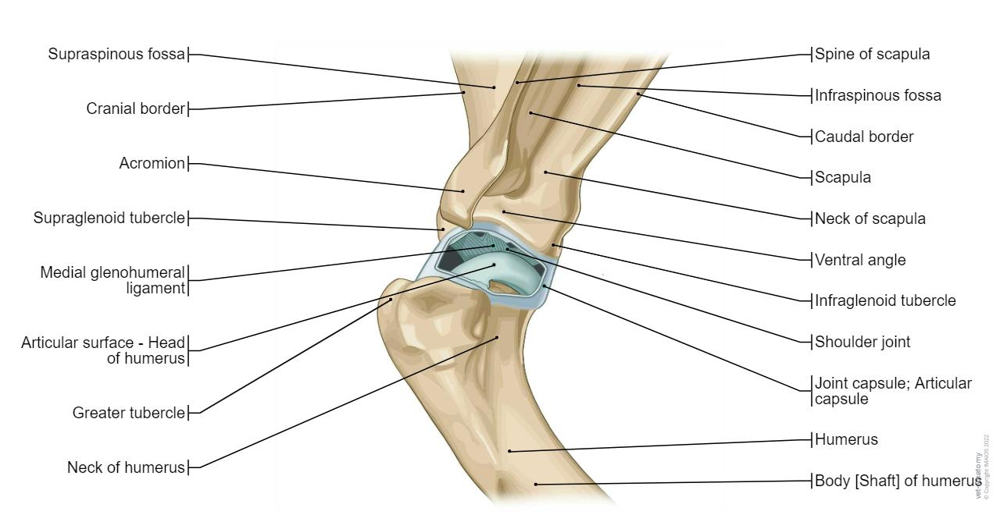 Supraspinous fossa
Cranial border
Acromion
Supraglenoid tubercle
Medial glenohumeral
ligament
Articular surface - Head
of humerus
Greater tubercle
Neck of humerus
Spine of scapula
Infraspinous fossa
Caudal border
Scapula
Neck of scapula
Ventral angle
Infraglenoid tubercle
Shoulder joint
Joint capsule; Articular
capsule
Humerus
Body [Shaft] of humerus
vet-anatomy
© Copyright IMAIOS 2022